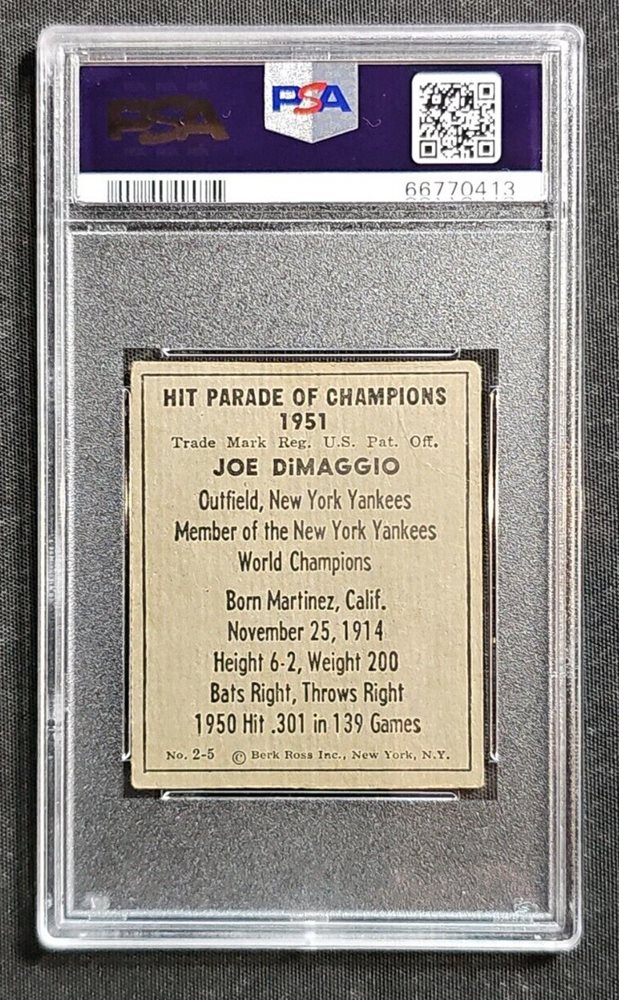 PSA
PSA
66770413
HIT PARADE OF CHAMPIONS
1951
Trade Mark Reg. U.S. Pat. Off.
JOE DiMAGGIO
Outfield, New York Yankees
Member of the New York Yankees
World Champions
Born Martinez, Calif.
November 25, 1914
Height 6-2, Weight 200
Bats Right, Throws Right
1950 Hit .301 in 139 Games
No. 2-5 © Berk Ross Inc., New York, N.Y.